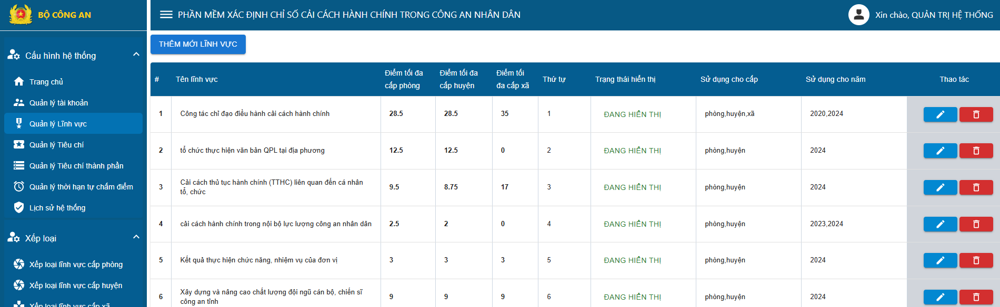 BỘ CÔNG AN
PHẦN MỀM XÁC ĐỊNH CHỈ SỐ CẢI CÁCH HÀNH CHÍNH TRONG CÔNG AN NHÂN DÂN
Xin chào, QUẢN TRỊ HỆ THỐNG
Cấu hình hệ thống
Trang chủ
Quản lý tài khoản
Quản lý Lĩnh vực
Quản lý Tiêu chí
Quản lý Tiêu chí thành phần
Quản lý thời hạn tự chấm điểm
Lịch sử hệ thống
Xếp loại
Xếp loại lĩnh vực cấp phòng
Xếp loại lĩnh vực cấp huyện
Xếp loại lĩnh vực cấp xã
THÊM MỚI LĨNH VỰC
# Tên lĩnh vực Điểm tối đa cấp phòng Điểm tối đa cấp huyện Điểm tối đa cấp xã Thứ tự Trạng thái hiển thị Sử dụng cho cấp Sử dụng cho năm Thao tác
1 Công tác chỉ đạo điều hành cải cách hành chính 28.5 28.5 35 1 ĐANG HIỂN THỊ phòng,huyện,xã 2020,2024
2 tổ chức thực hiện văn bản QPL tại địa phương 12.5 12.5 0 2 ĐANG HIỂN THỊ phòng,huyện 2024
3 Cải cách thủ tục hành chính (TTHC) liên quan đến cá nhân tổ, chức 9.5 8.75 17 3 ĐANG HIỂN THỊ phòng,huyện 2024
4 cải cách hành chính trong nội bộ lực lượng công an nhân dân 2.5 2 0 4 ĐANG HIỂN THỊ phòng,huyện 2023,2024
5 Kết quả thực hiện chức năng, nhiệm vụ của đơn vị 3 3 3 5 ĐANG HIỂN THỊ phòng,huyện 2024
6 Xây dựng và nâng cao chất lượng đội ngũ cán bộ, chiến sĩ công an tỉnh 9 9 9 6 ĐANG HIỂN THỊ phòng,huyện 2024